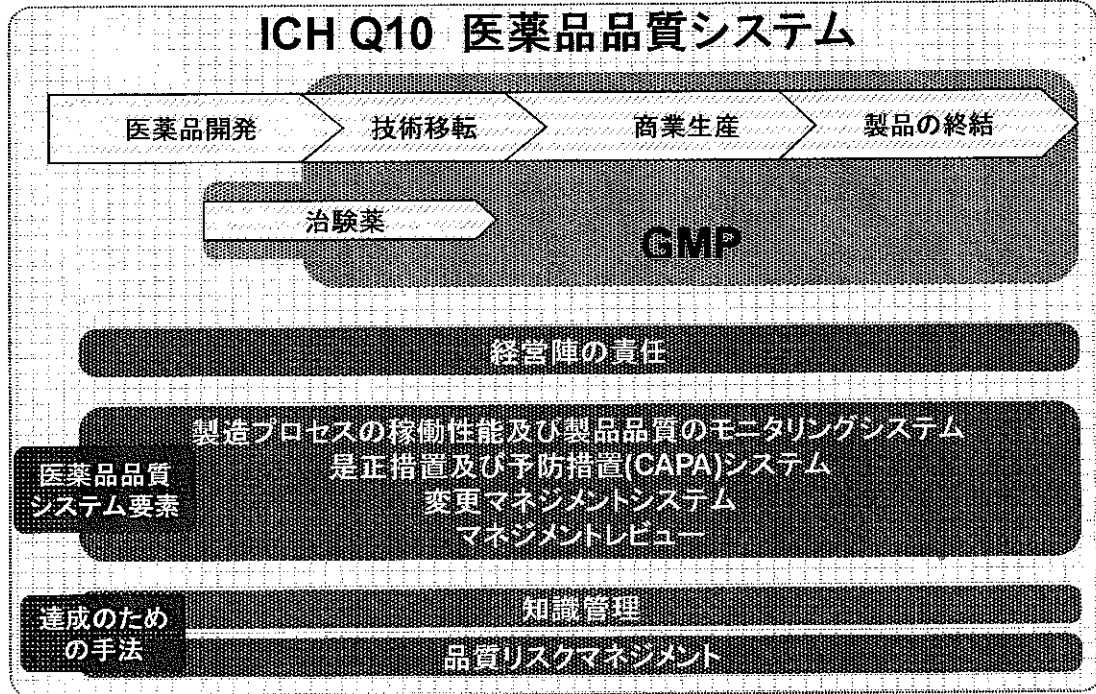 ICH Q10 医薬品品質システム
医薬品開発
技術移転
商業生産
製品の終結
治験薬
GMP
経営陣の責任
医薬品品質
システム要素
製造プロセスの稼働性能及び製品品質のモニタリングシステム
是正措置及び予防措置(CAPA)システム
変更マネジメントシステム
マネジメントレビュー
達成のため
の手法
知識管理
品質リスクマネジメント